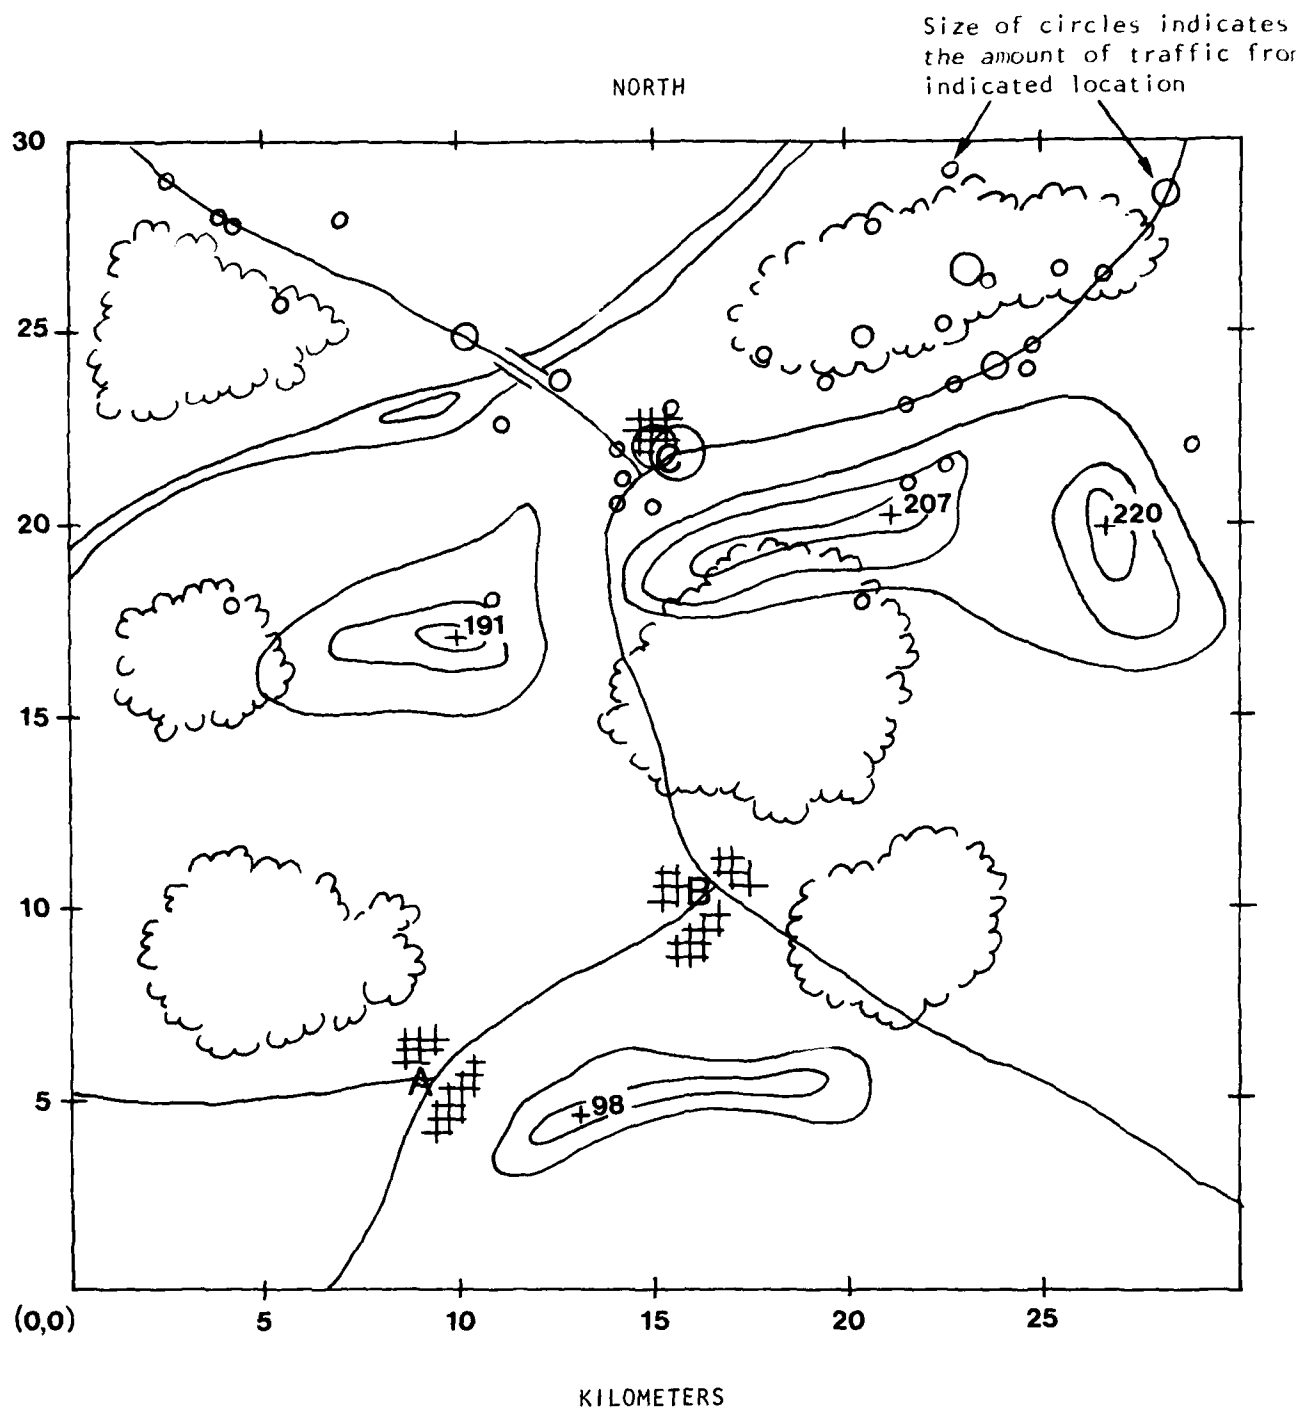 Size of circles indicates
the amount of traffic fror
indicated location
NORTH
30
25
20
207
220
191
15
10
B
A
5
98
(0,0)
5
10
15
20
25
KILOMETERS
C